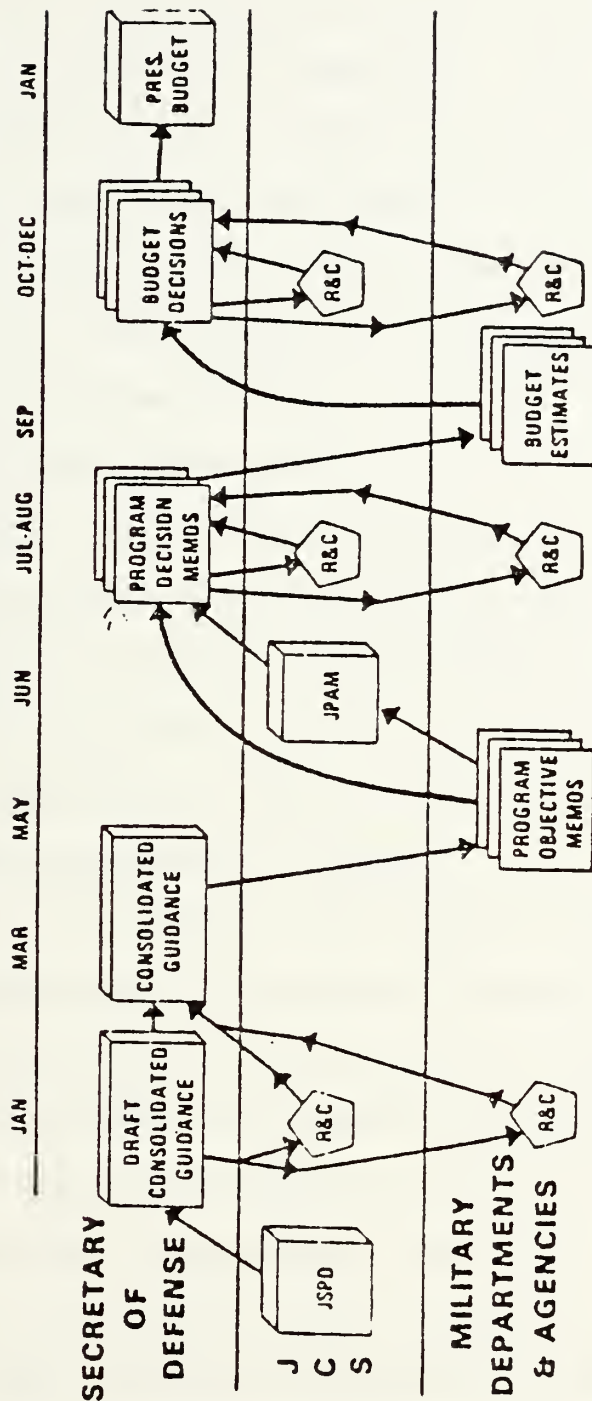 JAN
MAR
MAY
JUN
JUL-AUG
SEP
OCT-DEC
JAN
SECRETARY
OF
DEFENSE
DRAFT
CONSOLIDATED
GUIDANCE
CONSOLIDATED
GUIDANCE
PROGRAM
DECISION
MEMOS
BUDGET
DECISIONS
PRES.
BUDGET
J
C
S
JSPD
R&C
JPAM
R&C
R&C
MILITARY
DEPARTMENTS
& AGENCIES
R&C
PROGRAM
OBJECTIVE
MEMOS
R&C
BUDGET
ESTIMATES
R&C